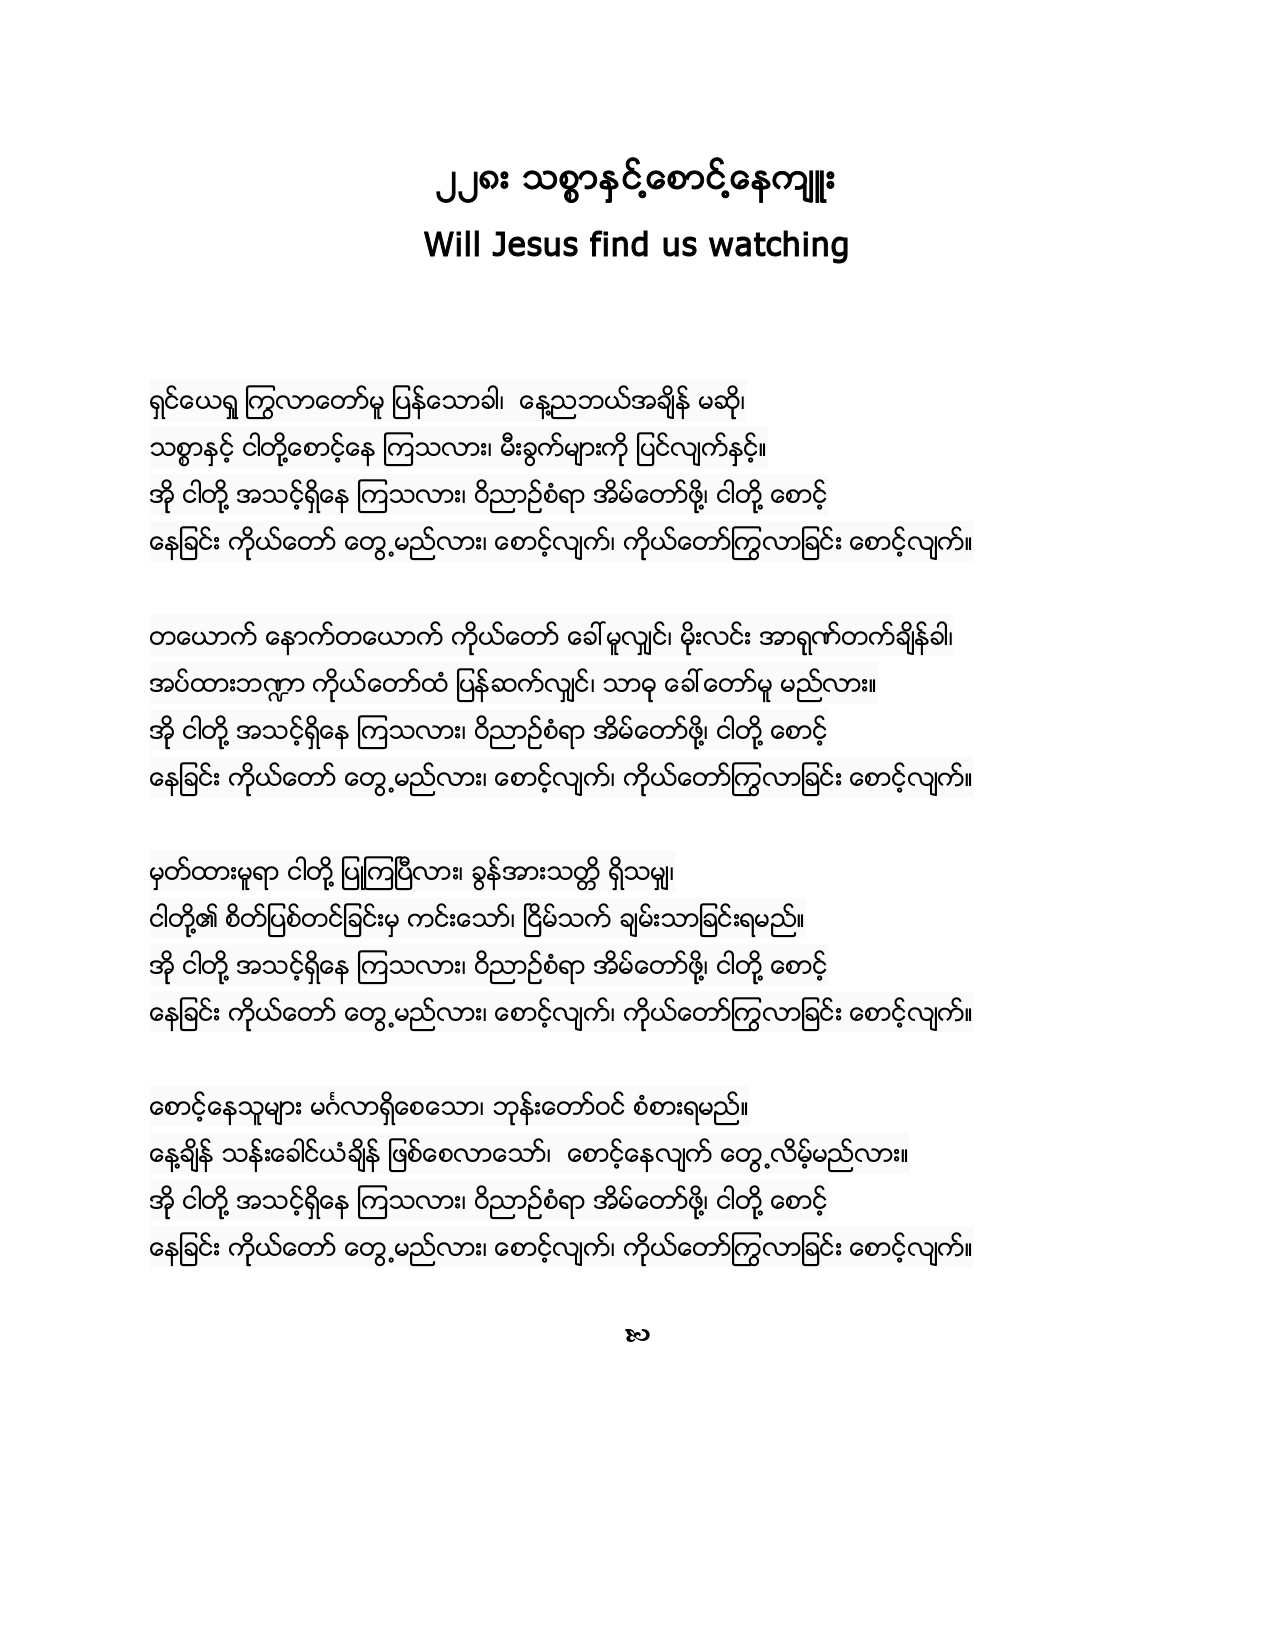 ၂၂၈း သစ္စာနှင့်စောင့်နေကျူး
Will Jesus find us watching
ရှင်ယေရှု ကြွလာတော်မူ ပြန်သောခါ၊ နေ့ညဘယ်အချိန် မဆို၊
သစ္စာနှင့် ငါတို့စောင့်နေ ကြသလား၊ မီးခွက်များကို ပြင်လျက်နှင့်။
အို ငါတို့ အသင့်ရှိနေ ကြသလား၊ ဝိညာဉ်စံရာ အိမ်တော်ဖို့၊ ငါတို့ စောင့်
နေခြင်း ကိုယ်တော် တွေ့မည်လား၊ စောင့်လျက်၊ ကိုယ်တော်ကြွလာခြင်း စောင့်လျက်။
တယောက် နောက်တယောက် ကိုယ်တော် ခေါ်မူလျှင်၊ မိုးလင်း အာရုဏ်တက်ချိန်ခါ၊
အပ်ထားဘဏ္ဍာ ကိုယ်တော်ထံ ပြန်ဆက်လျှင်၊ သာဓု ခေါ်တော်မူ မည်လား။
အို ငါတို့ အသင့်ရှိနေ ကြသလား၊ ဝိညာဉ်စံရာ အိမ်တော်ဖို့၊ ငါတို့ စောင့်
နေခြင်း ကိုယ်တော် တွေ့မည်လား၊ စောင့်လျက်၊ ကိုယ်တော်ကြွလာခြင်း စောင့်လျက်။
မှတ်ထားမူရာ ငါတို့ ပြုကြပြီလား၊ ခွန်အားသတ္တိ ရှိသမျှ၊
ငါတို့၏ စိတ်ပြစ်တင်ခြင်းမှ ကင်းသော်၊ ငြိမ်သက် ချမ်းသာခြင်းရမည်။
အို ငါတို့ အသင့်ရှိနေ ကြသလား၊ ဝိညာဉ်စံရာ အိမ်တော်ဖို့၊ ငါတို့ စောင့်
နေခြင်း ကိုယ်တော် တွေ့မည်လား၊ စောင့်လျက်၊ ကိုယ်တော်ကြွလာခြင်း စောင့်လျက်။
စောင့်နေသူများ မင်္ဂလာရှိစေသော၊ ဘုန်းတော်ဝင် စံစားရမည်။
နေ့ချိန် သန်းခေါင်ယံချိန် ဖြစ်စေလာသော်၊ စောင့်နေလျက် တွေ့လိမ့်မည်လား။
အို ငါတို့ အသင့်ရှိနေ ကြသလား၊ ဝိညာဉ်စံရာ အိမ်တော်ဖို့၊ ငါတို့ စောင့်
နေခြင်း ကိုယ်တော် တွေ့မည်လား၊ စောင့်လျက်၊ ကိုယ်တော်ကြွလာခြင်း စောင့်လျက်။